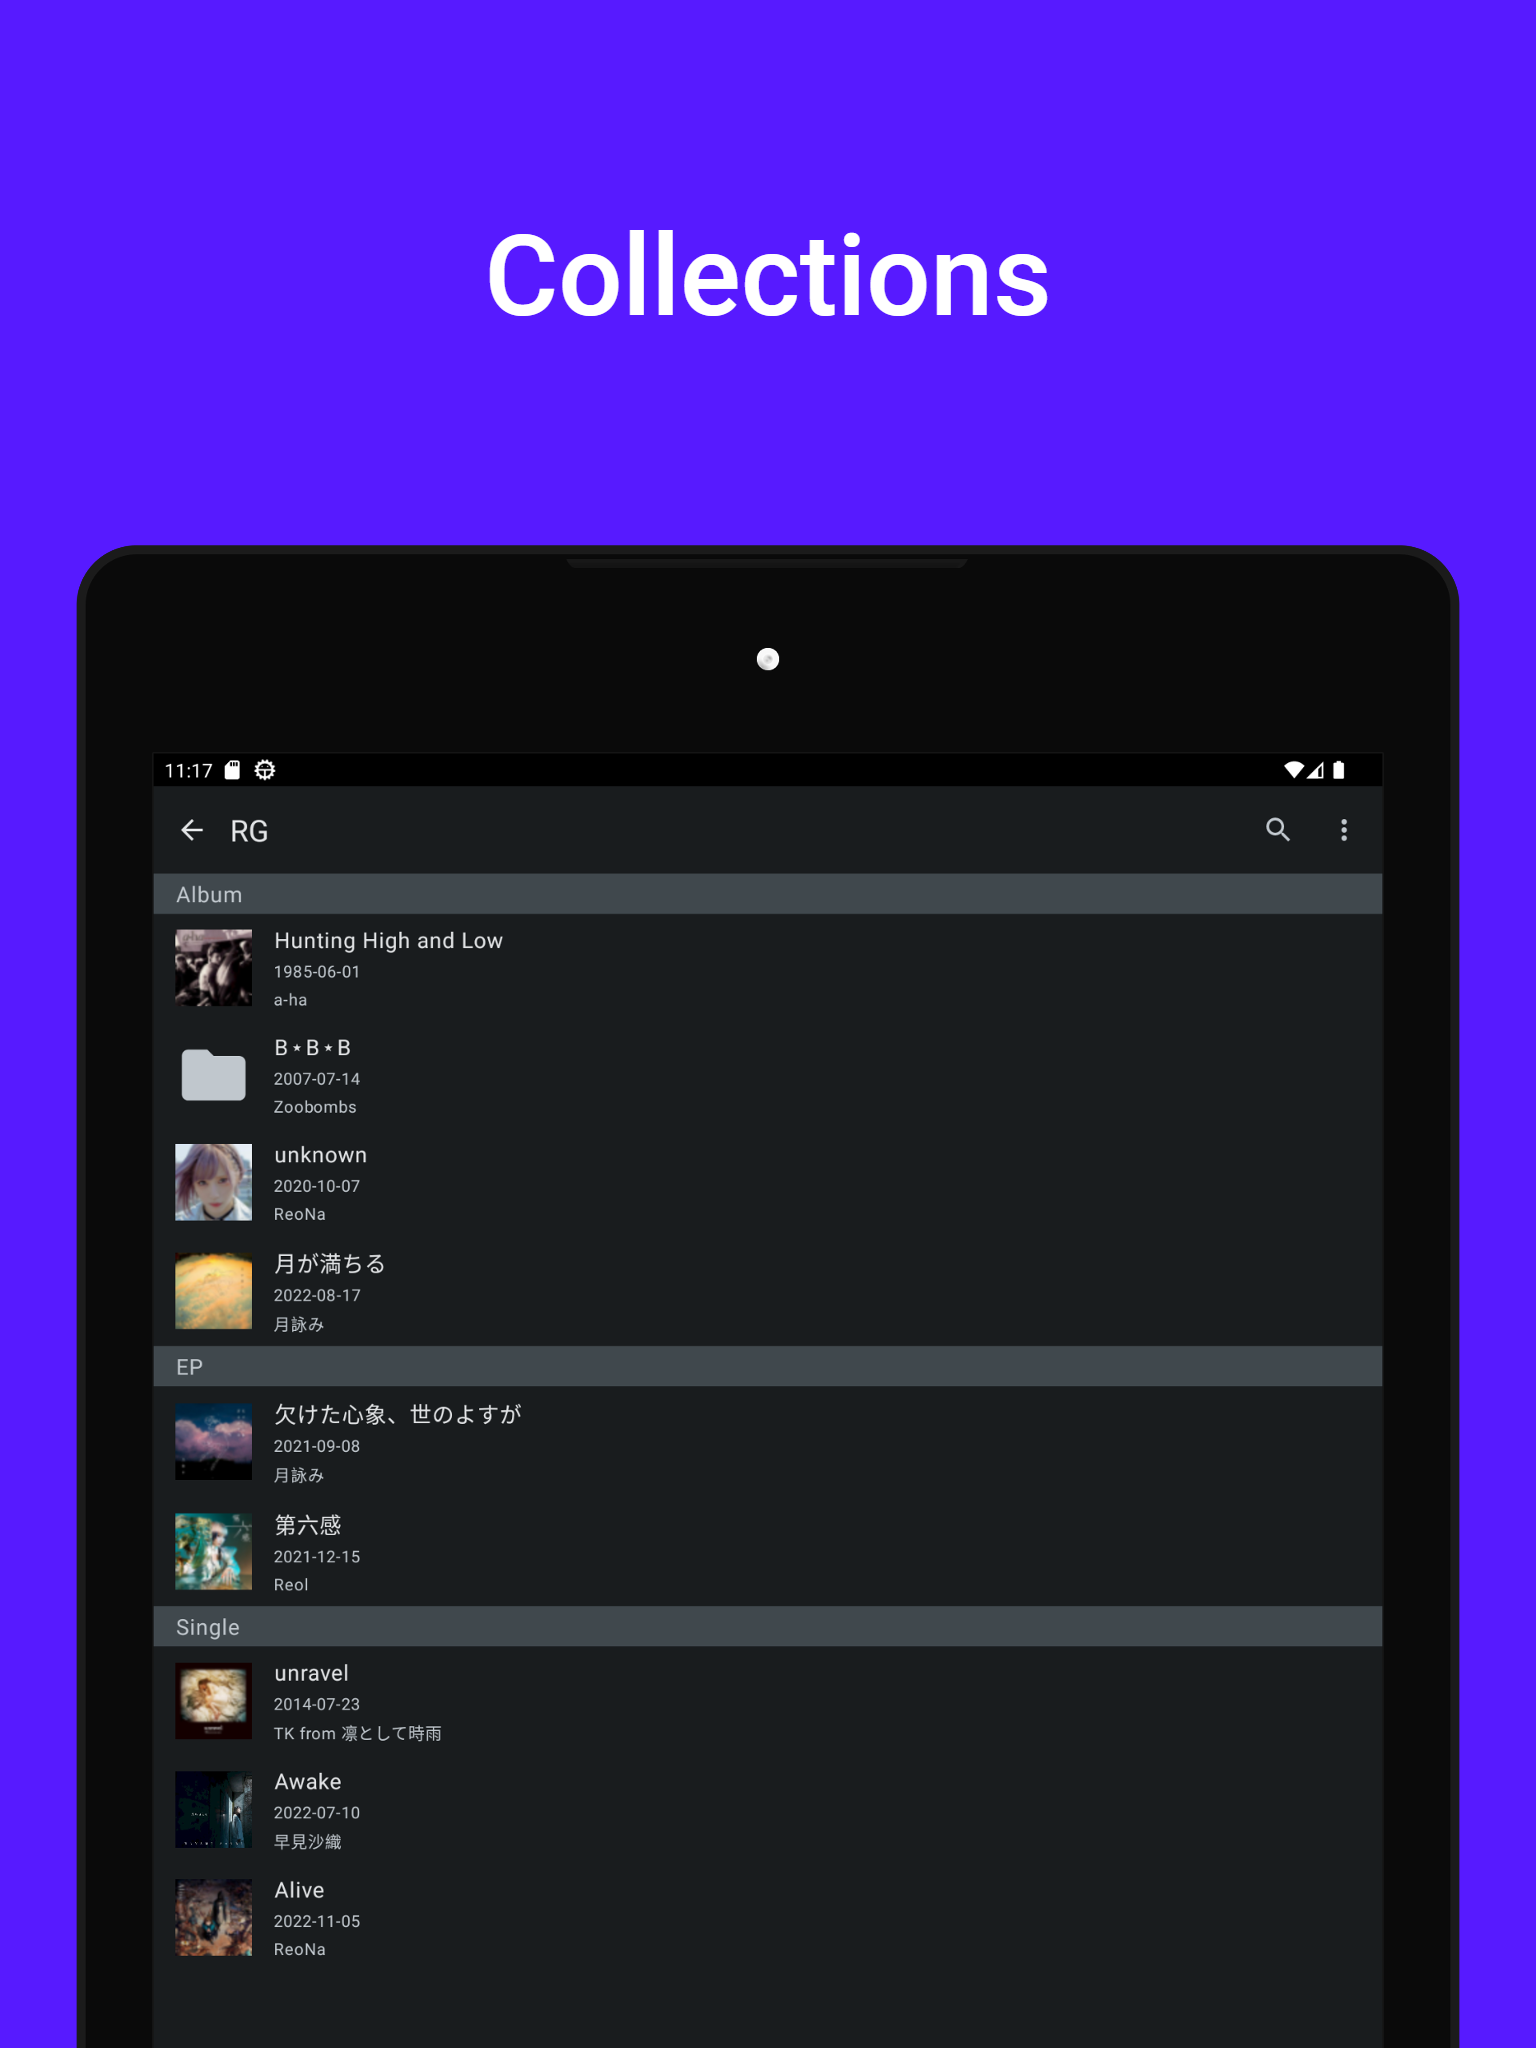 Collections
11:17
RG
Album
Hunting High and Low
1985-06-01
a-ha
B⋆B⋆B
2007-07-14
Zoobombs
unknown
2020-10-07
ReoNa
月が満ちる
2022-08-17
月詠み
EP
欠けた心象、世のよすが
2021-09-08
月詠み
第六感
2021-12-15
Reol
Single
unravel
2014-07-23
TK from 凛として時雨
Awake
2022-07-10
早見沙織
Alive
2022-11-05
ReoNa